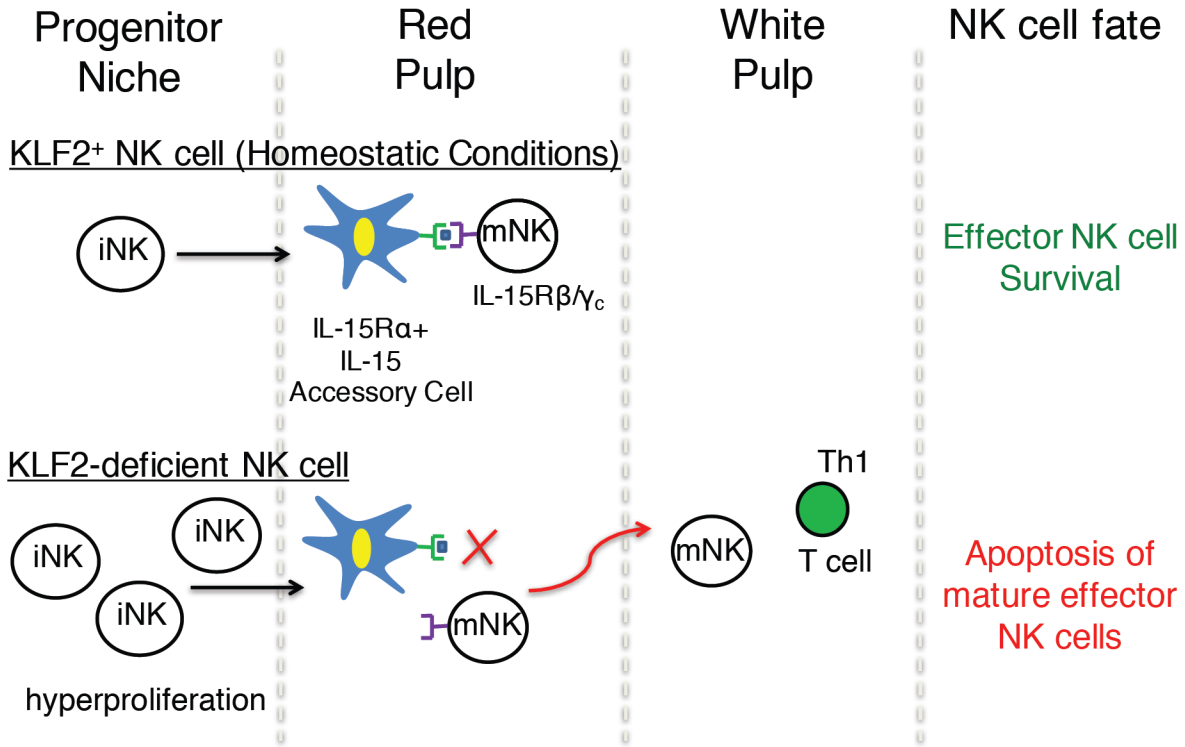 Progenitor
Niche
Red
Pulp
White
Pulp
NK cell fate
KLF2⁺ NK cell (Homeostatic Conditions)
iNK
mNK
IL-15Rβ/γc
IL-15Rα+
IL-15
Accessory Cell
Effector NK cell
Survival
KLF2-deficient NK cell
iNK
iNK
iNK
hyperproliferation
mNK
mNK
Th1
T cell
Apoptosis of
mature effector
NK cells